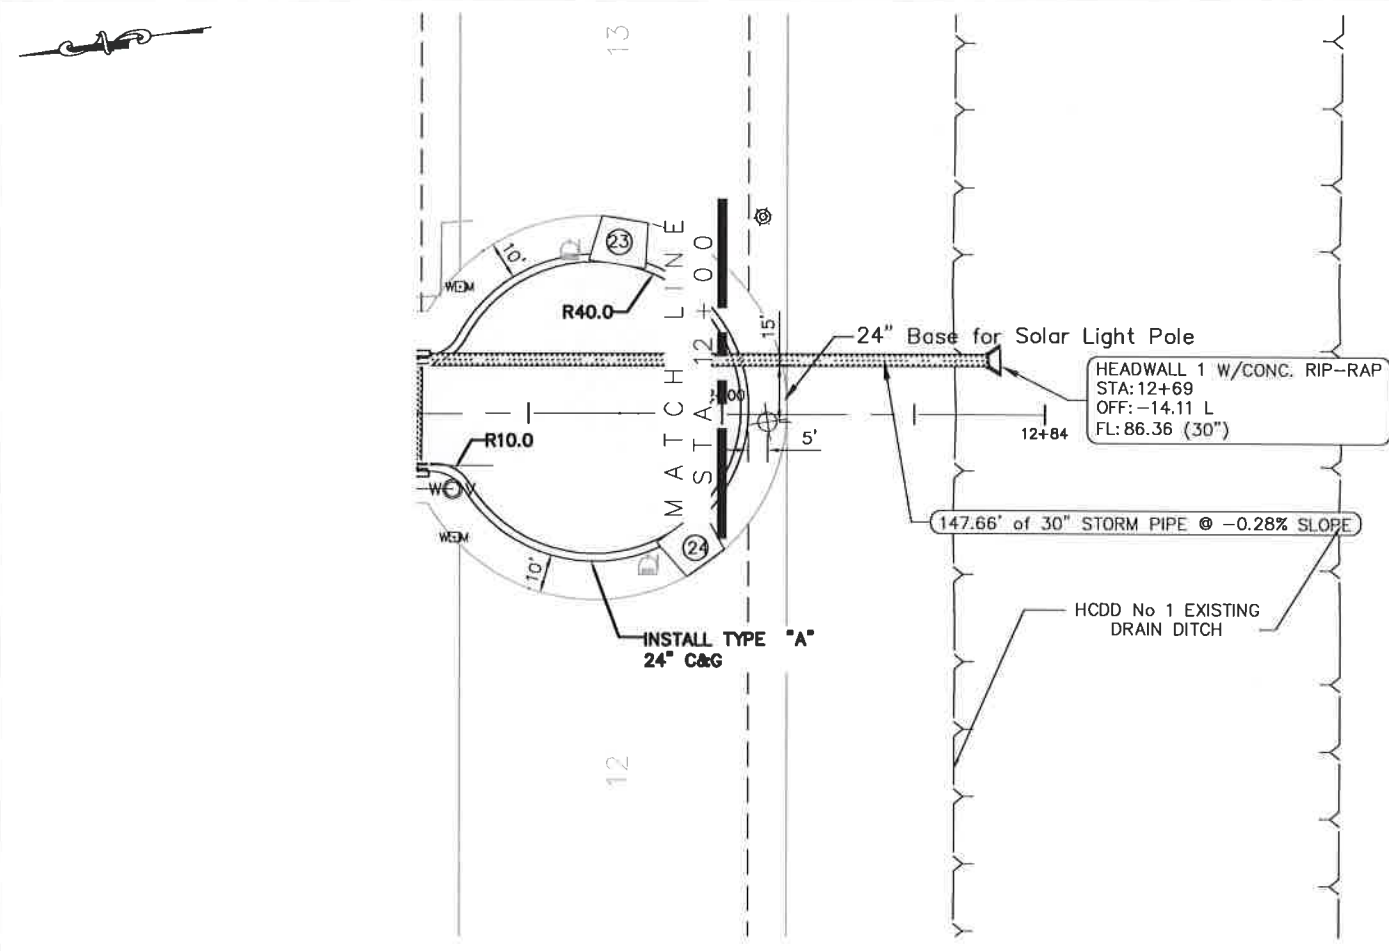 13
23
10'
R40.0
MATCH LINE
STA 12+00
15'
24" Base for Solar Light Pole
HEADWALL 1 W/CONC. RIP-RAP
STA:12+69
OFF:-14.11 L
FL:86.36 (30")
12+84
R10.0
5'
W V
147.66' of 30" STORM PIPE @ -0.28% SLOPE
24
10'
HCDD No 1 EXISTING
DRAIN DITCH
INSTALL TYPE "A"
24" C&G
12